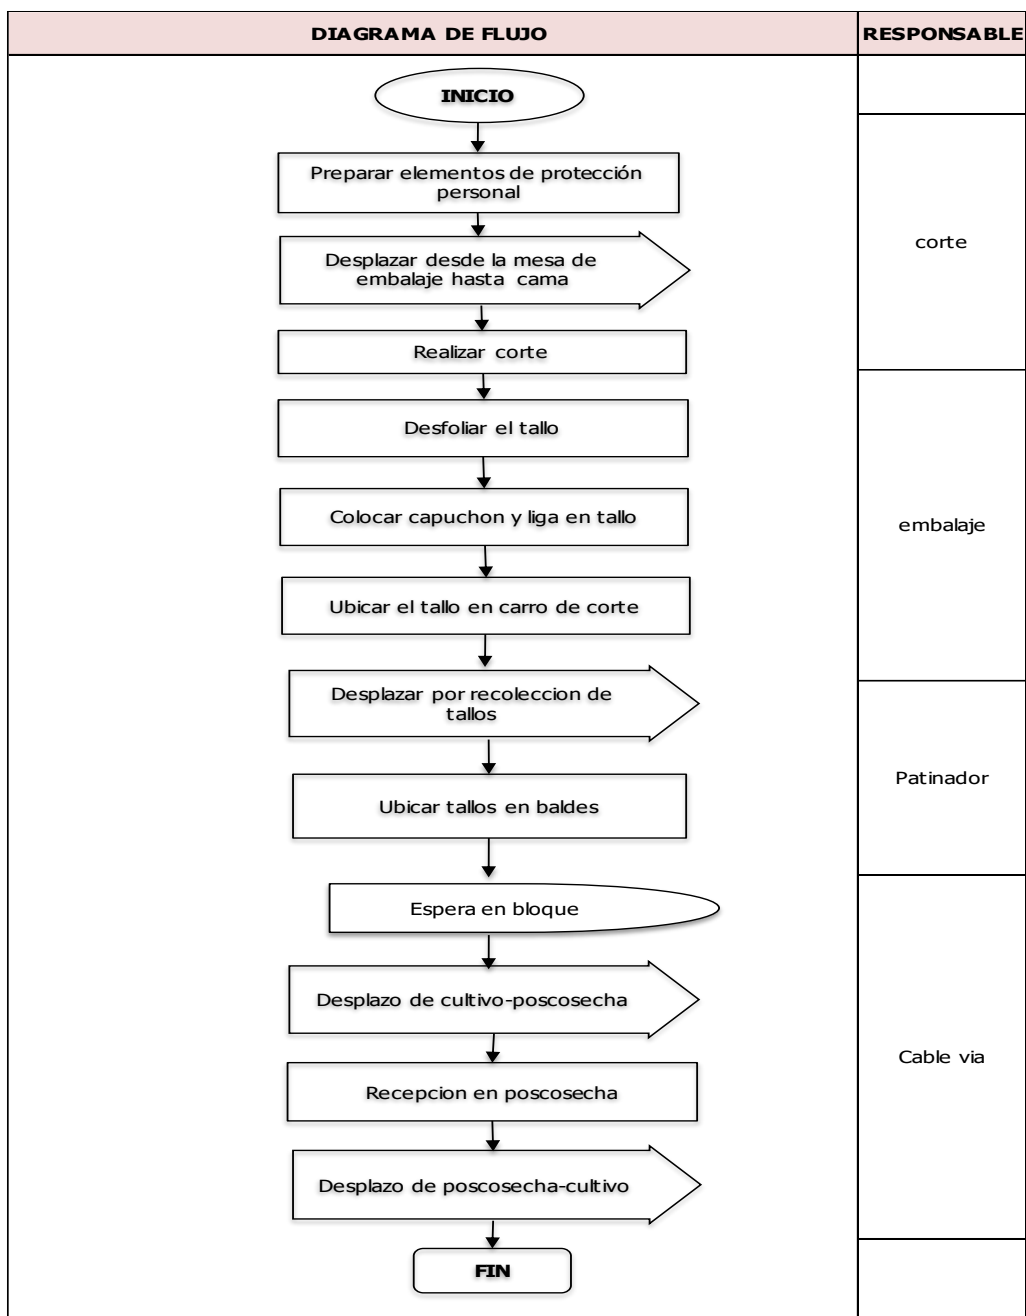 DIAGRAMA DE FLUJO
RESPONSABLE
INICIO
Preparar elementos de protección
personal
Desplazar desde la mesa de
embalaje hasta cama
corte
Realizar corte
Desfoliar el tallo
Colocar capuchon y liga en tallo
embalaje
Ubicar el tallo en carro de corte
Desplazar por recoleccion de
tallos
Patinador
Ubicar tallos en baldes
Espera en bloque
Desplazo de cultivo-poscosecha
Cable via
Recepcion en poscosecha
Desplazo de poscosecha-cultivo
FIN